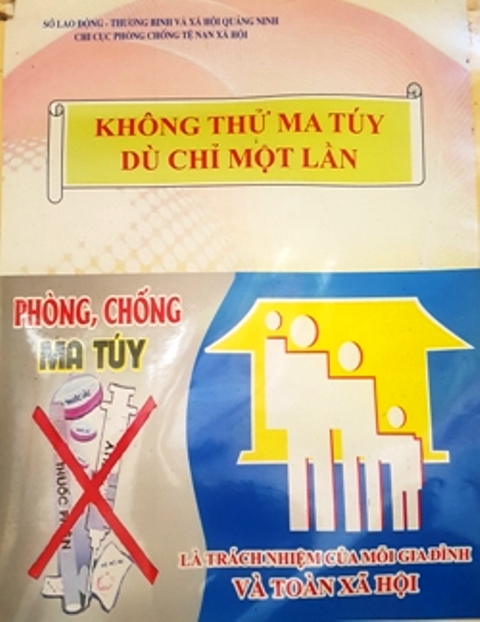 SỞ LAO ĐỘNG - THƯƠNG BINH VÀ XÃ HỘI QUẢNG NINH
CHI CỤC PHÒNG CHỐNG TỆ NẠN XÃ HỘI
KHÔNG THỬ MA TÚY
DÙ CHỈ MỘT LẦN
PHÒNG, CHỐNG
MA TÚY
THUỐC
LÀ TRÁCH NHIỆM CỦA MỖI GIA ĐÌNH
VÀ TOÀN XÃ HỘI